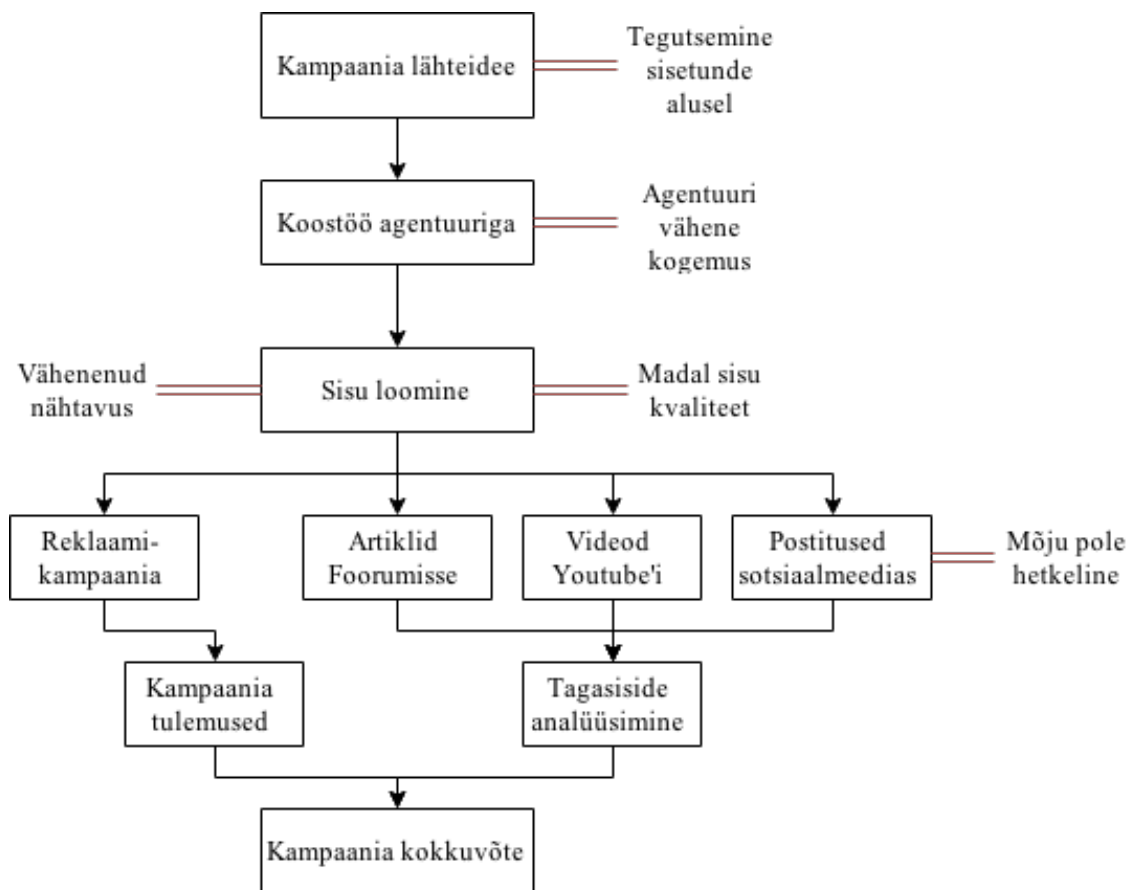 Kampaania lähteidee
Tegutsemine
sisetunde
alusel
Koostöö agentuuriga
Agentuuri
vähene
kogemus
Vähenenud
nähtavus
Sisu loomine
Madal sisu
kvaliteet
Reklaami-
kampaania
Artiklid
Foorumisse
Videod
Youtube'i
Postitused
sotsiaalmeedias
Mõju pole
hetkeline
Kampaania
tulemused
Tagasiside
analüüsimine
Kampaania kokkuvõte